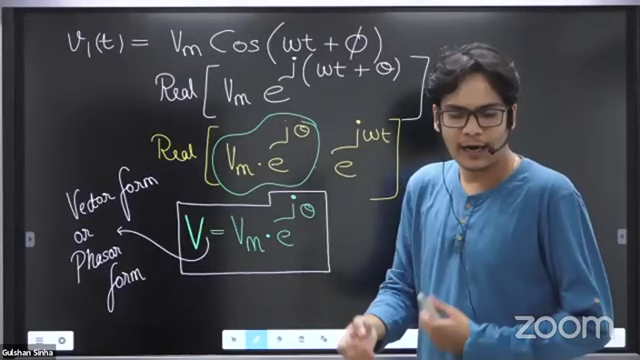 V₁(t) = Vm Cos(ωt + ϕ)
Real [Vm e^j(ωt + θ)]
Real [Vm · e^jθ e^jωt]
V = Vm · e^jθ
Vector form
or
Phasor
form
zoom
Gulshan Sinha